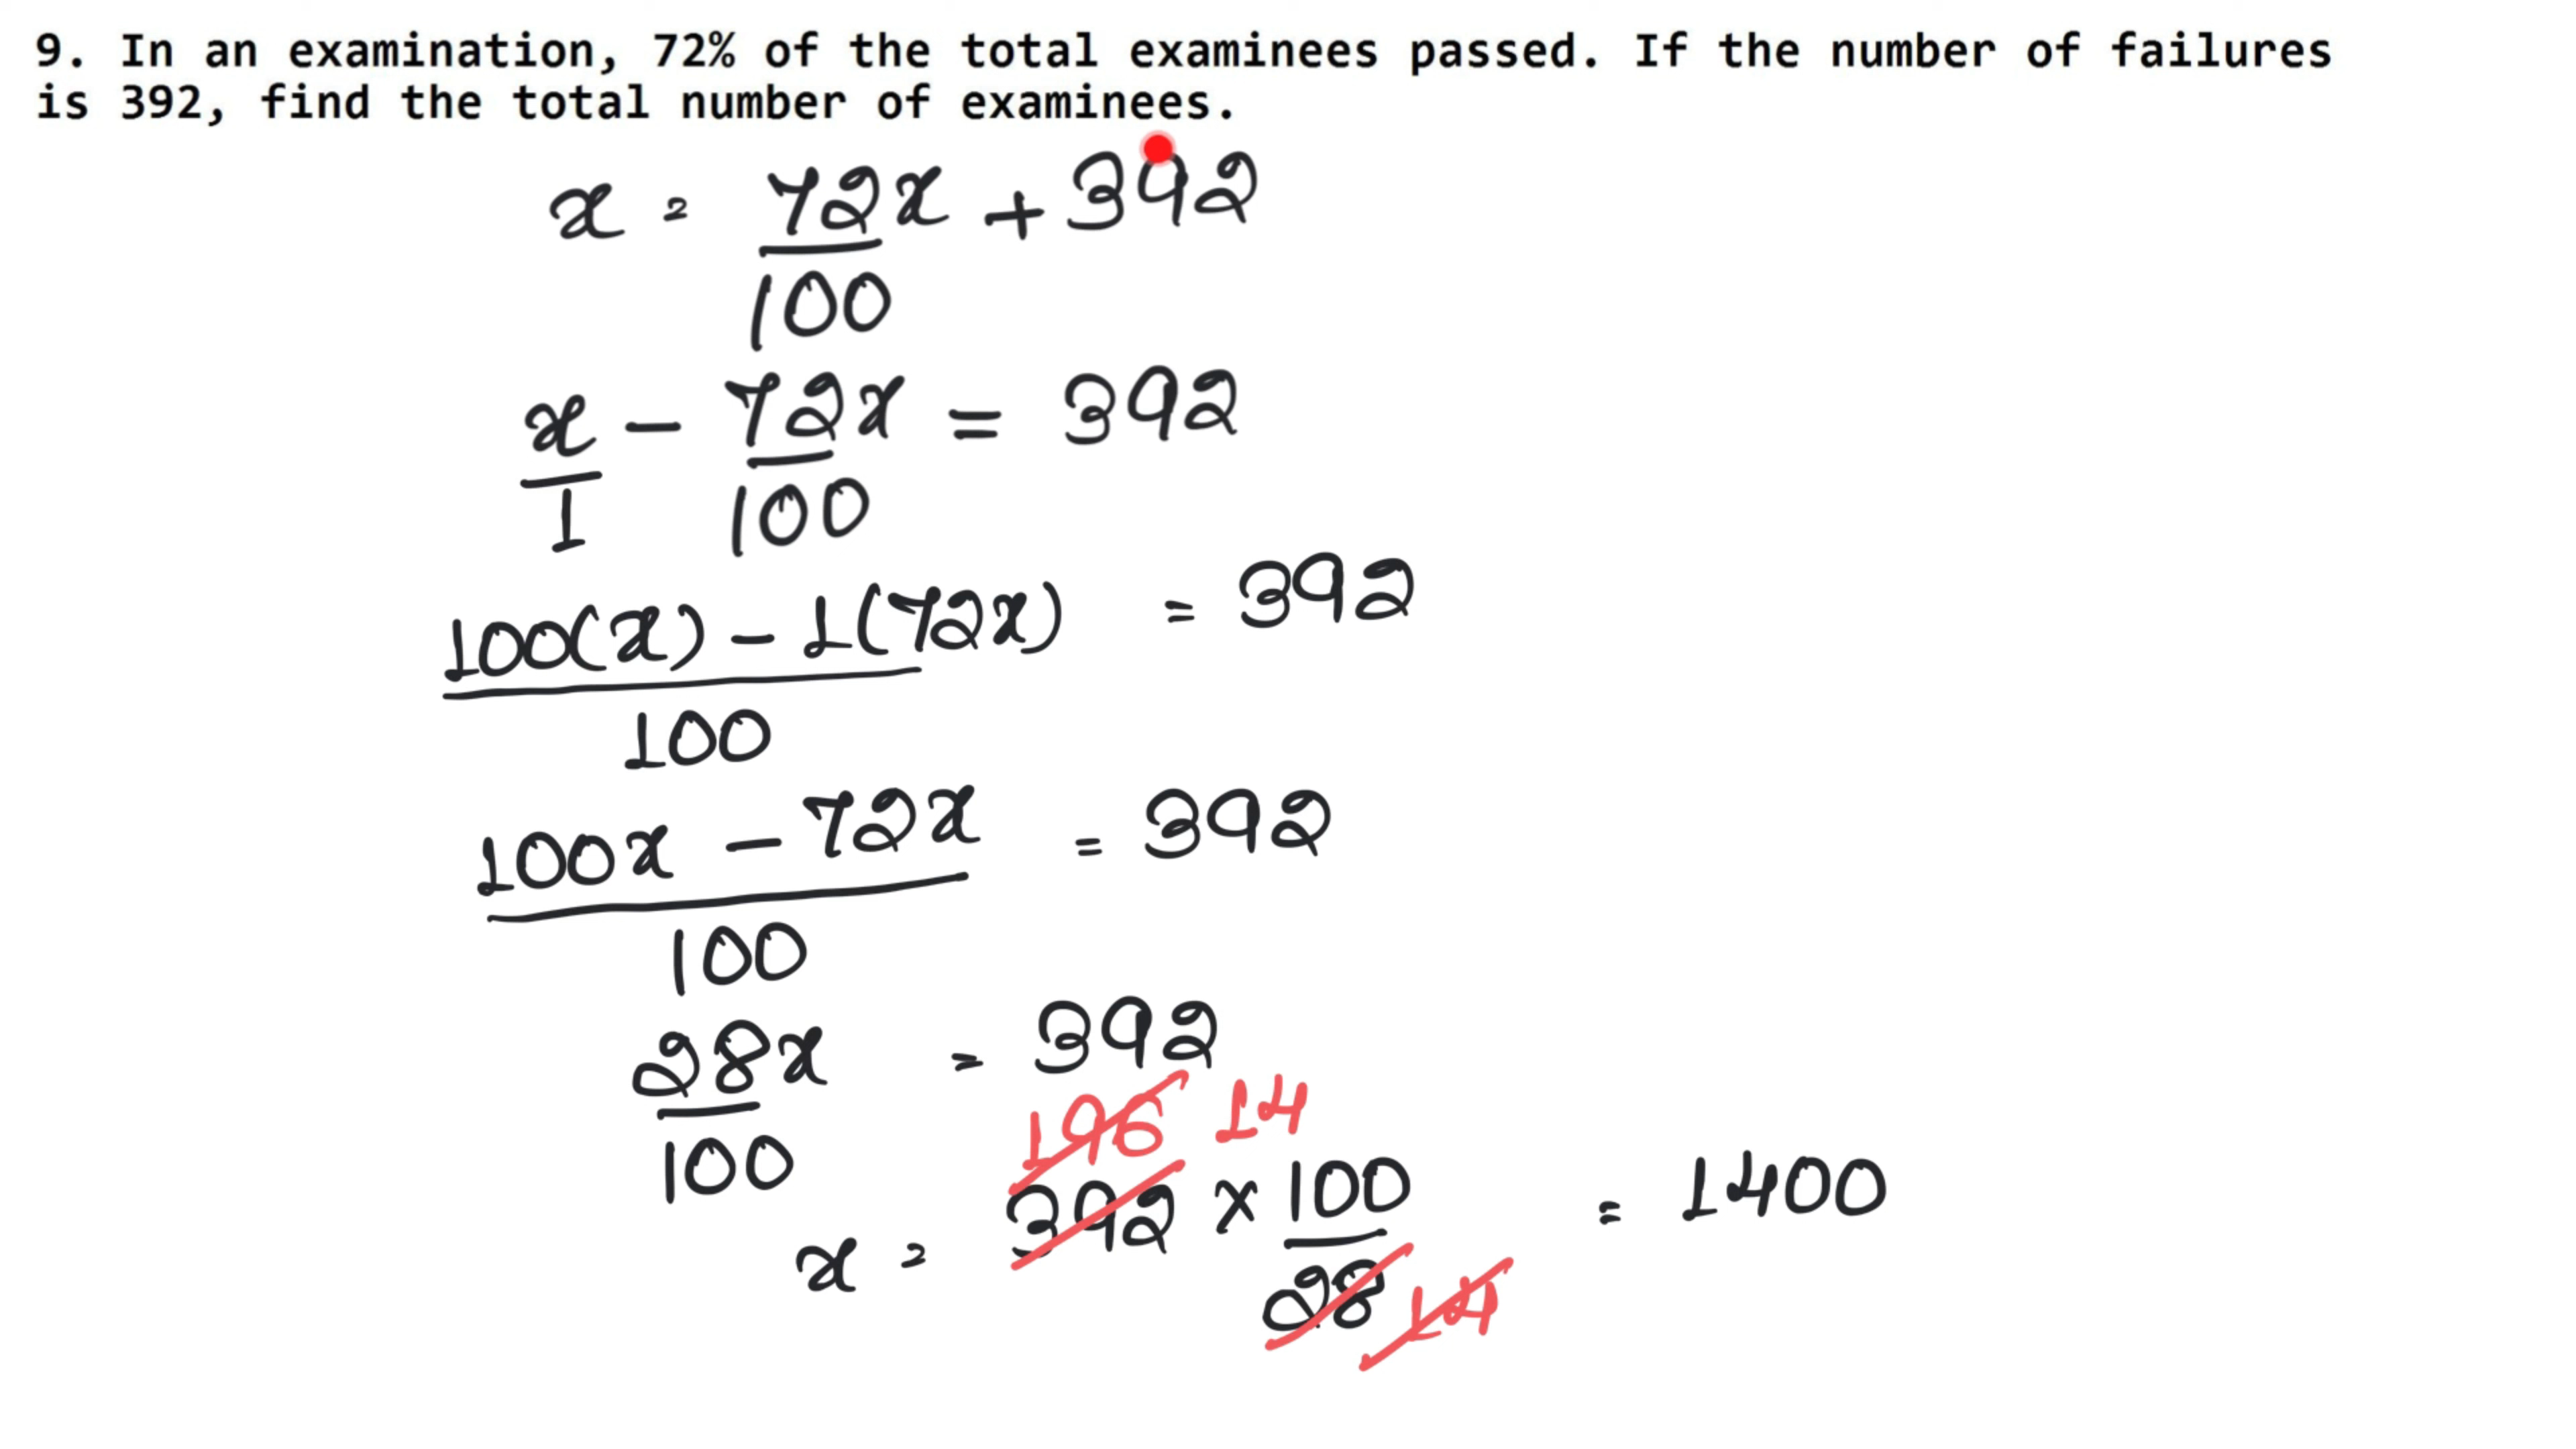 9. In an examination, 72% of the total examinees passed. If the number of failures
is 392, find the total number of examinees.
x = 72x + 392
100
x - 72x = 392
1 100
100(x) - 1(72x) = 392
100
100x - 72x = 392
100
28x = 392
100
196 14
x = 392 x 100 = 1400
28 14